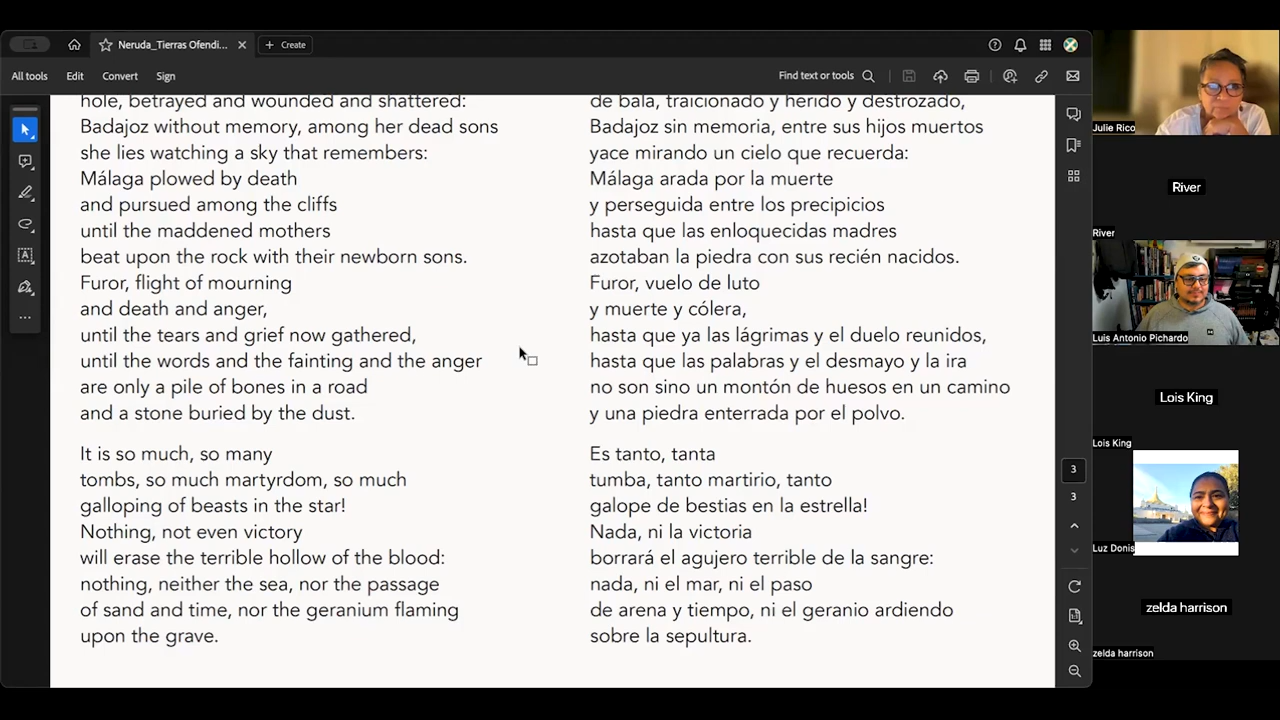 Neruda_Tierras Ofendi...
Create
All tools
Edit
Convert
Sign
Find text or tools
hole, betrayed and wounded and shattered:
Badajoz without memory, among her dead sons
she lies watching a sky that remembers:
Málaga plowed by death
and pursued among the cliffs
until the maddened mothers
beat upon the rock with their newborn sons.
Furor, flight of mourning
and death and anger,
until the tears and grief now gathered,
until the words and the fainting and the anger
are only a pile of bones in a road
and a stone buried by the dust.
It is so much, so many
tombs, so much martyrdom, so much
galloping of beasts in the star!
Nothing, not even victory
will erase the terrible hollow of the blood:
nothing, neither the sea, nor the passage
of sand and time, nor the geranium flaming
upon the grave.
de bala, traicionado y herido y destrozado,
Badajoz sin memoria, entre sus hijos muertos
yace mirando un cielo que recuerda:
Málaga arada por la muerte
y perseguida entre los precipicios
hasta que las enloquecidas madres
azotaban la piedra con sus recién nacidos.
Furor, vuelo de luto
y muerte y cólera,
hasta que ya las lágrimas y el duelo reunidos,
hasta que las palabras y el desmayo y la ira
no son sino un montón de huesos en un camino
y una piedra enterrada por el polvo.
Es tanto, tanta
tumba, tanto martirio, tanto
galope de bestias en la estrella!
Nada, ni la victoria
borrará el agujero terrible de la sangre:
nada, ni el mar, ni el paso
de arena y tiempo, ni el geranio ardiendo
sobre la sepultura.
3
3
Julie Rico
River
River
Luis Antonio Pichardo
Lois King
Lois King
Luz Donis
zelda harrison
zelda harrison